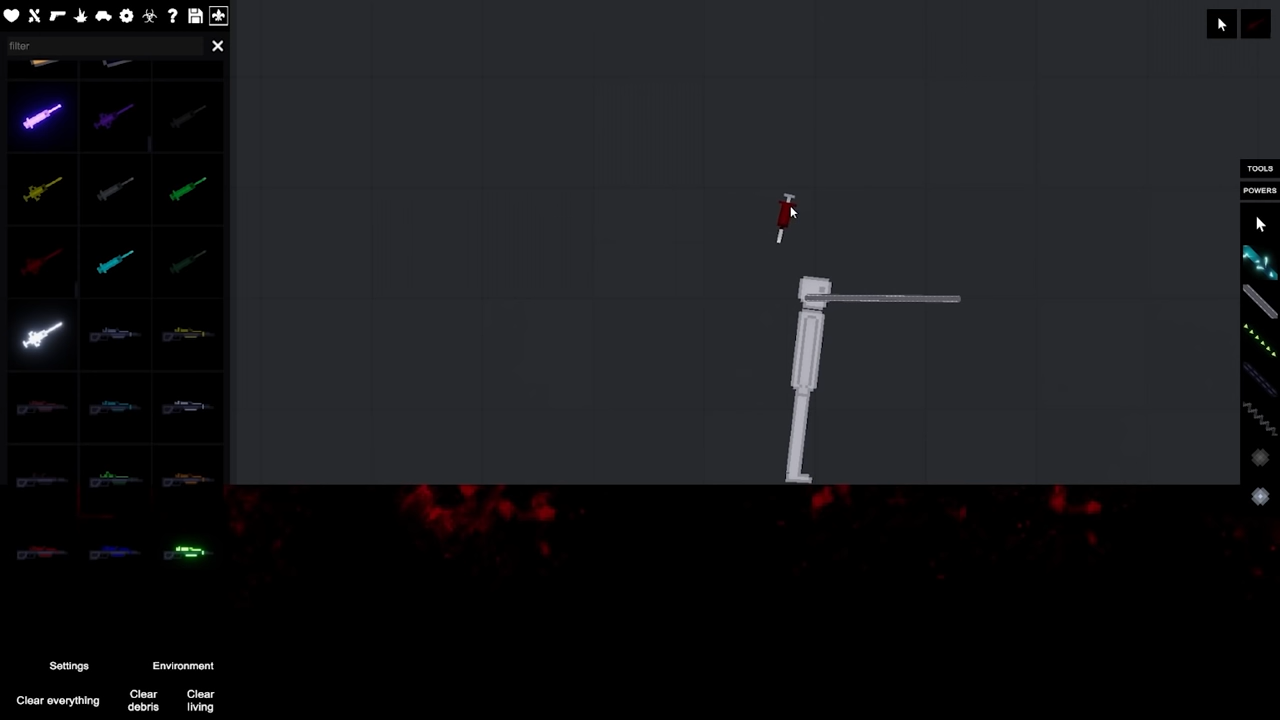 filter
TOOLS
POWERS
Settings
Environment
Clear everything
Clear
debris
Clear
living